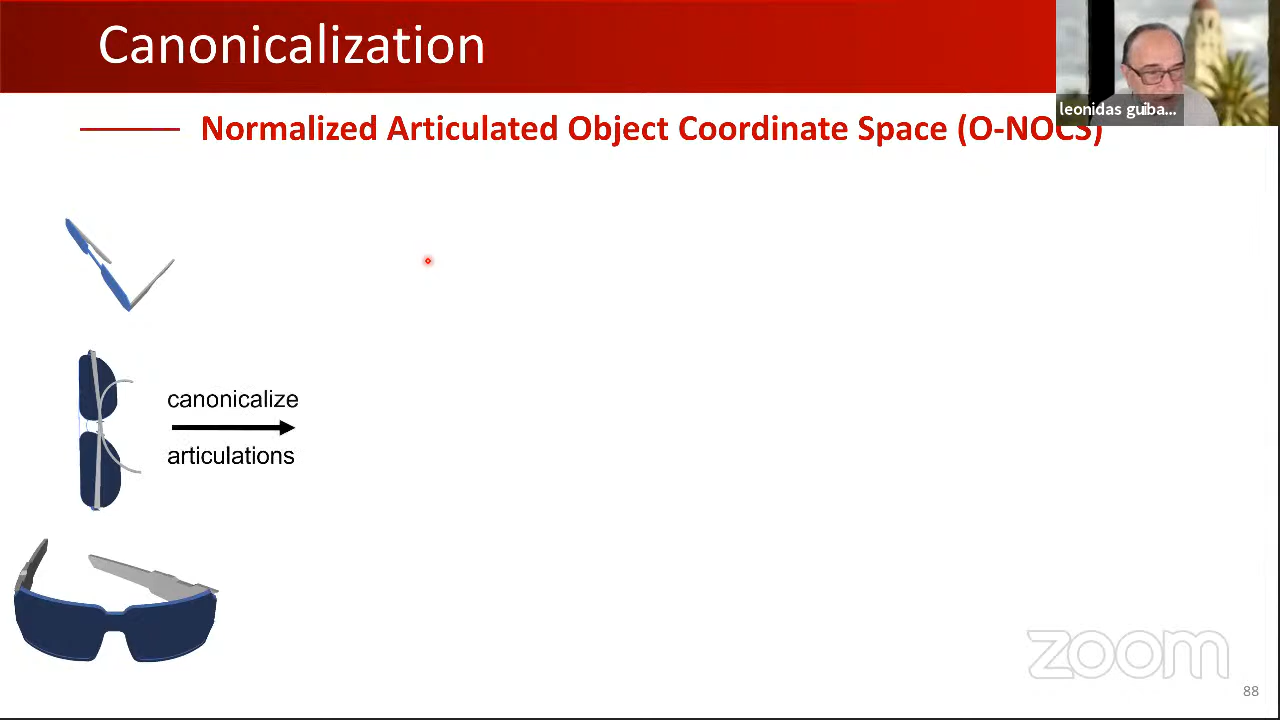 Canonicalization
leonidas guiba...
Normalized Articulated Object Coordinate Space (O-NOCS)
canonicalize
articulations
zoom
88